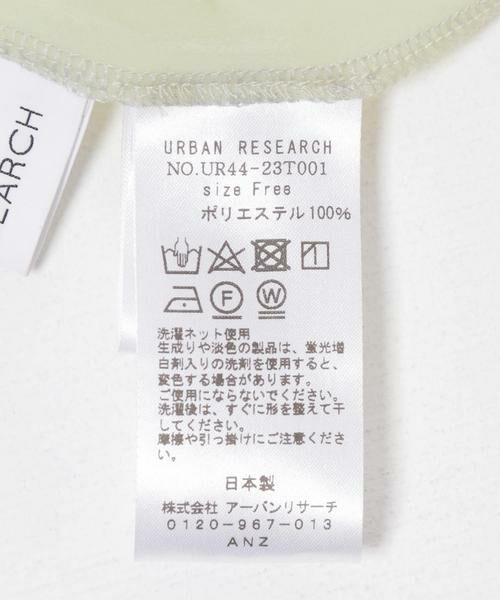 EARCH
URBAN RESEARCH
NO.UR44-23T001
size Free
ポリエステル100%
F
W
洗濯ネット使用
生成りや淡色の製品は、蛍光増
白剤入りの洗剤を使用すると、
変色する場合があります。
ご使用にならないでください。
洗濯後は、すぐに形を整えて干
してください。
摩擦や引っ掛けにご注意くださ
い。
日本製
株式会社 アーバンリサーチ
0120-967-013
ANZ